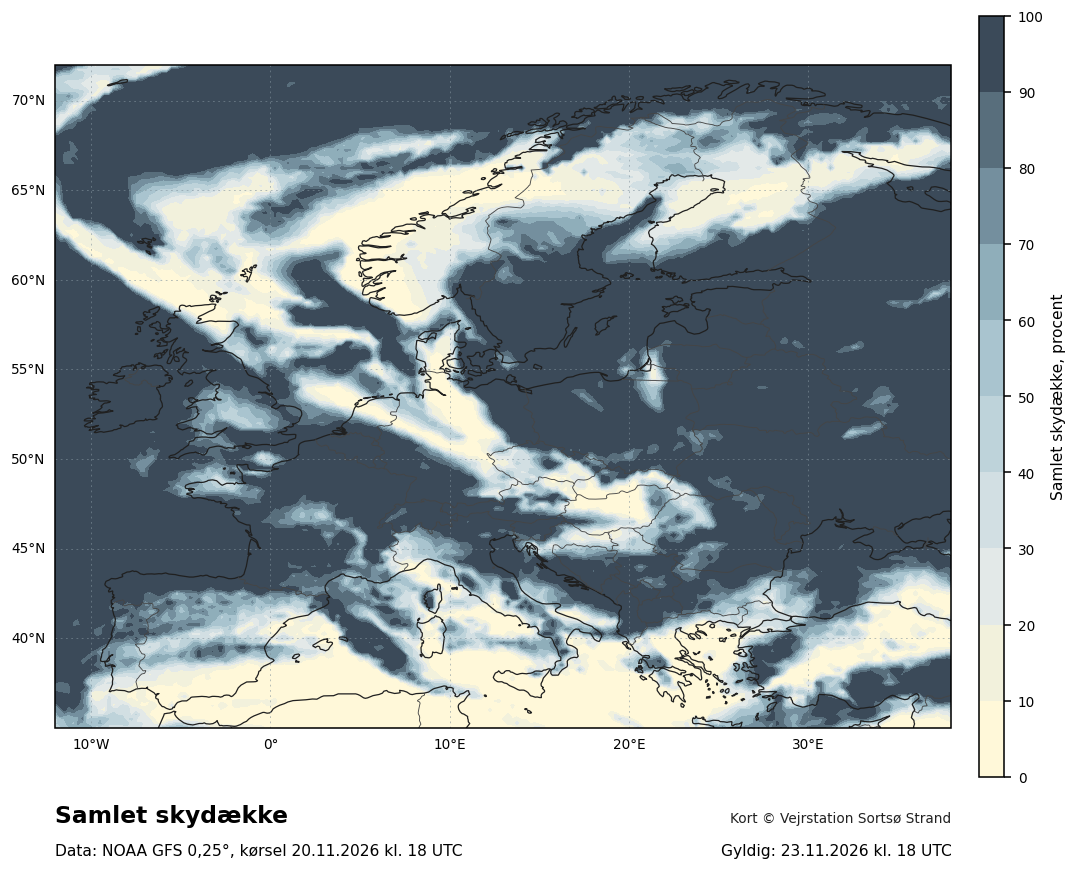 100
90
80
70
60
50
40
30
20
10
0
Samlet skydække, procent
70°N
65°N
60°N
55°N
50°N
45°N
40°N
10°W
0°
10°E
20°E
30°E
Samlet skydække
Kort © Vejrstation Sortsø Strand
Data: NOAA GFS 0,25°, kørsel 20.11.2026 kl. 18 UTC
Gyldig: 23.11.2026 kl. 18 UTC